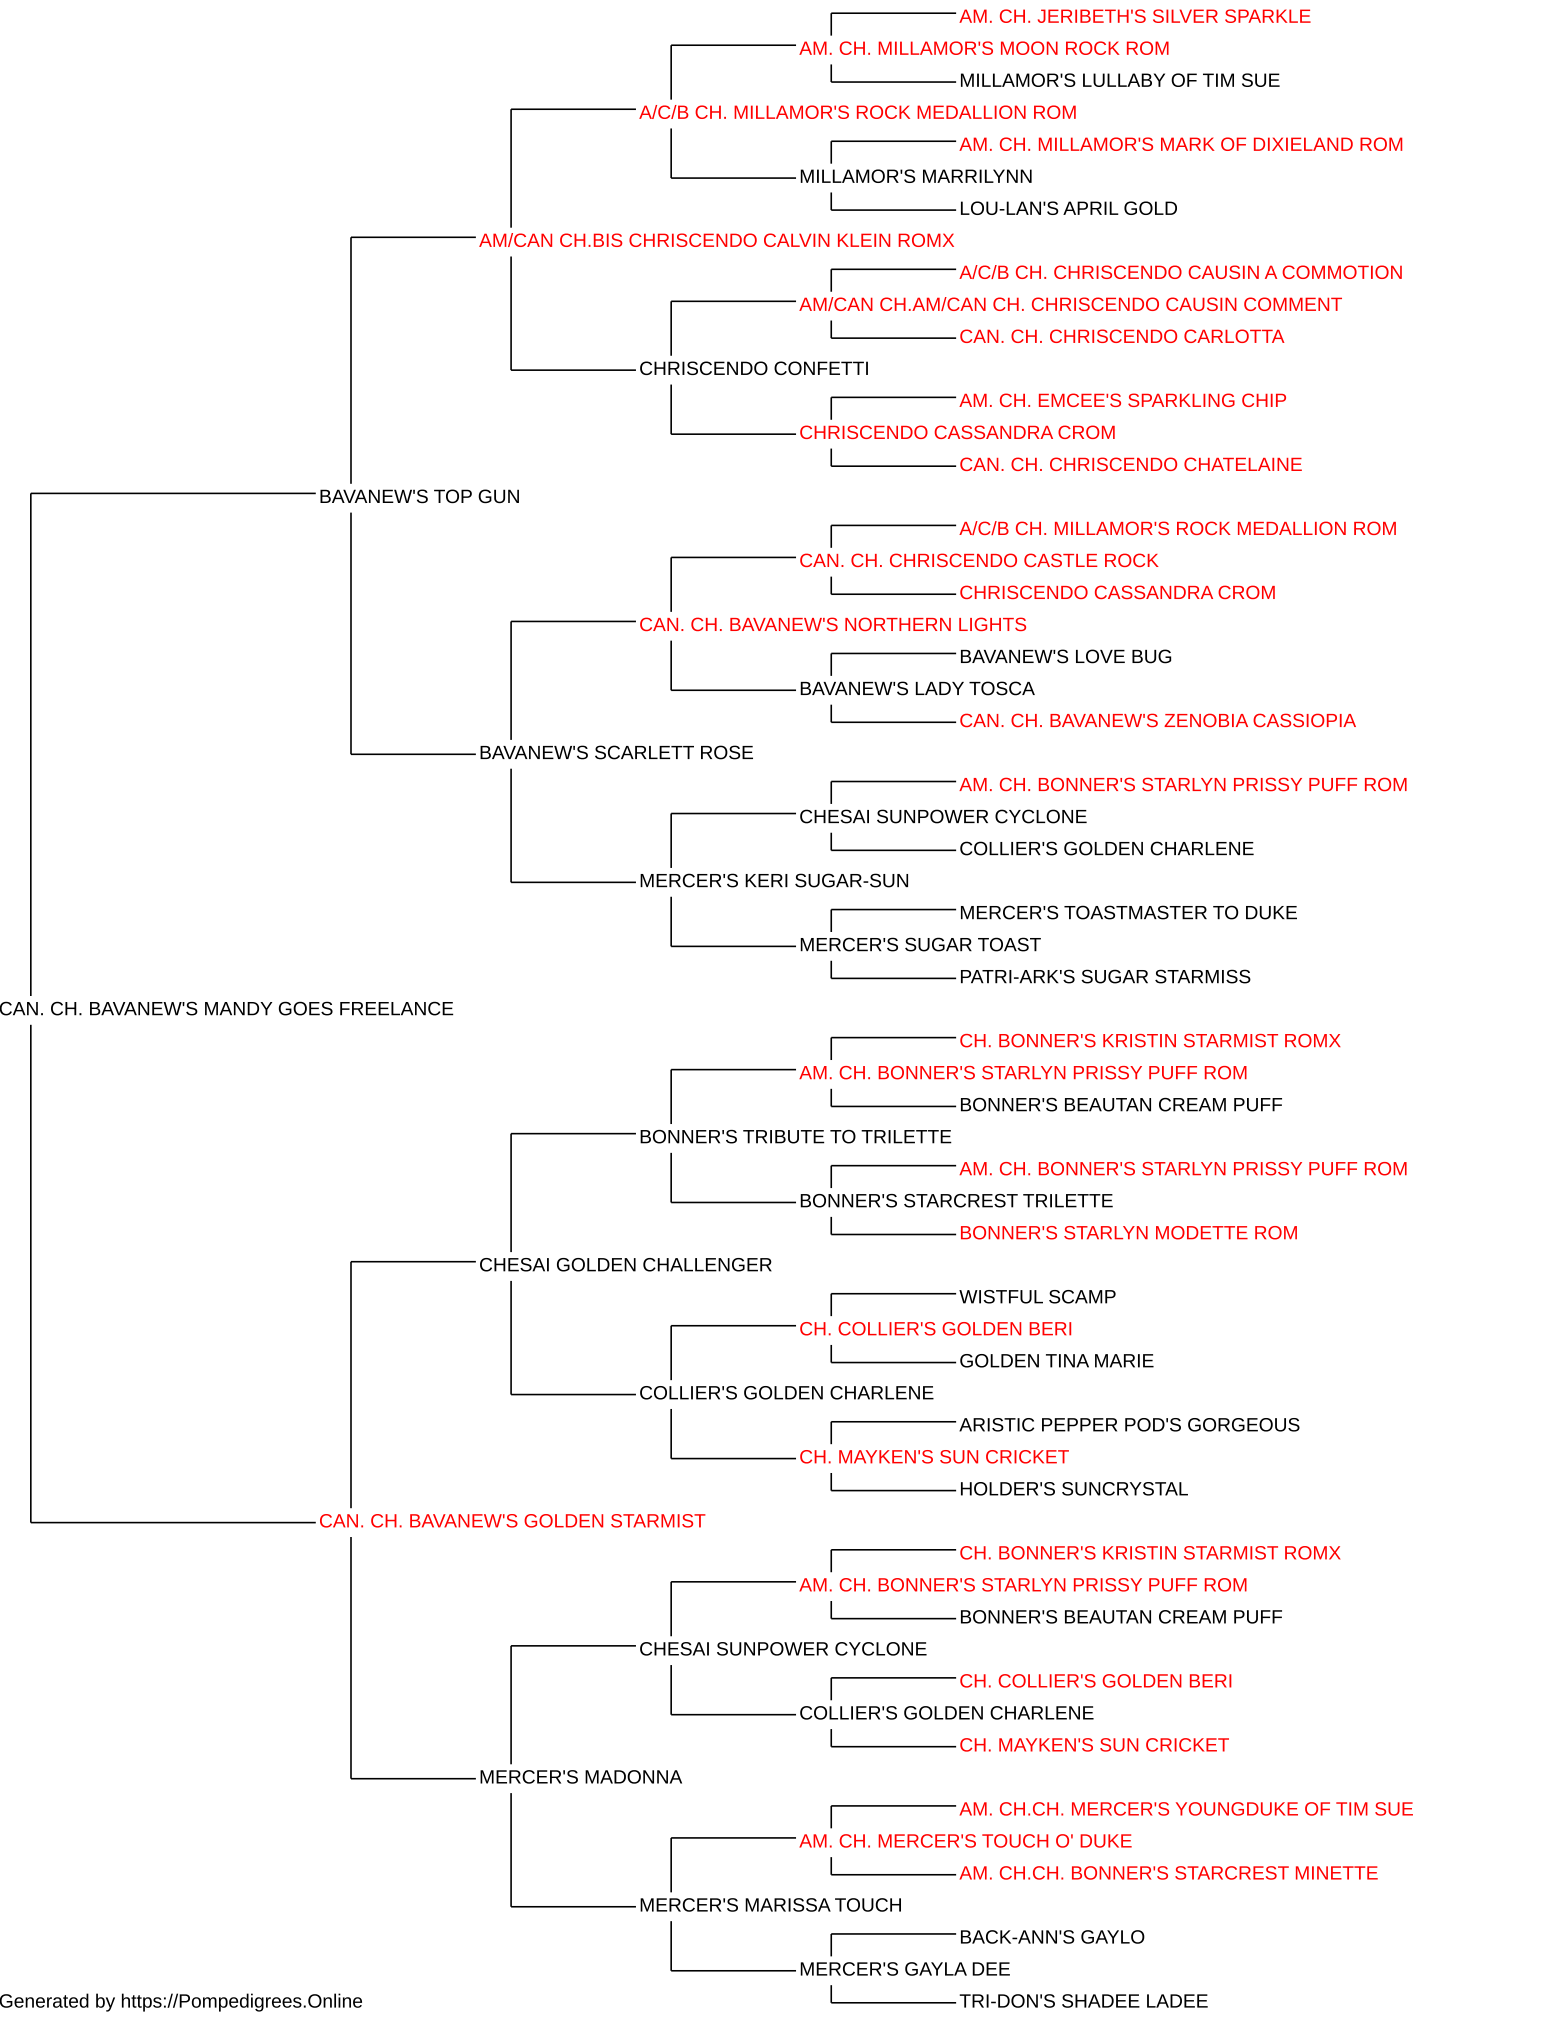 AM. CH. JERIBETH'S SILVER SPARKLE
AM. CH. MILLAMOR'S MOON ROCK ROM
MILLAMOR'S LULLABY OF TIM SUE
A/C/B CH. MILLAMOR'S ROCK MEDALLION ROM
AM. CH. MILLAMOR'S MARK OF DIXIELAND ROM
MILLAMOR'S MARRILYNN
LOU-LAN'S APRIL GOLD
AM/CAN CH.BIS CHRISCENDO CALVIN KLEIN ROMX
A/C/B CH. CHRISCENDO CAUSIN A COMMOTION
AM/CAN CH.AM/CAN CH. CHRISCENDO CAUSIN COMMENT
CAN. CH. CHRISCENDO CARLOTTA
CHRISCENDO CONFETTI
AM. CH. EMCEE'S SPARKLING CHIP
CHRISCENDO CASSANDRA CROM
CAN. CH. CHRISCENDO CHATELAINE
BAVANEW'S TOP GUN
A/C/B CH. MILLAMOR'S ROCK MEDALLION ROM
CAN. CH. CHRISCENDO CASTLE ROCK
CHRISCENDO CASSANDRA CROM
CAN. CH. BAVANEW'S NORTHERN LIGHTS
BAVANEW'S LOVE BUG
BAVANEW'S LADY TOSCA
CAN. CH. BAVANEW'S ZENOBIA CASSIOPIA
BAVANEW'S SCARLETT ROSE
AM. CH. BONNER'S STARLYN PRISSY PUFF ROM
CHESAI SUNPOWER CYCLONE
COLLIER'S GOLDEN CHARLENE
MERCER'S KERI SUGAR-SUN
MERCER'S TOASTMASTER TO DUKE
MERCER'S SUGAR TOAST
PATRI-ARK'S SUGAR STARMISS
CAN. CH. BAVANEW'S MANDY GOES FREELANCE
CH. BONNER'S KRISTIN STARMIST ROMX
AM. CH. BONNER'S STARLYN PRISSY PUFF ROM
BONNER'S BEAUTAN CREAM PUFF
BONNER'S TRIBUTE TO TRILETTE
AM. CH. BONNER'S STARLYN PRISSY PUFF ROM
BONNER'S STARCREST TRILETTE
BONNER'S STARLYN MODETTE ROM
CHESAI GOLDEN CHALLENGER
WISTFUL SCAMP
CH. COLLIER'S GOLDEN BERI
GOLDEN TINA MARIE
COLLIER'S GOLDEN CHARLENE
ARISTIC PEPPER POD'S GORGEOUS
CH. MAYKEN'S SUN CRICKET
HOLDER'S SUNCRYSTAL
CAN. CH. BAVANEW'S GOLDEN STARMIST
CH. BONNER'S KRISTIN STARMIST ROMX
AM. CH. BONNER'S STARLYN PRISSY PUFF ROM
BONNER'S BEAUTAN CREAM PUFF
CHESAI SUNPOWER CYCLONE
CH. COLLIER'S GOLDEN BERI
COLLIER'S GOLDEN CHARLENE
CH. MAYKEN'S SUN CRICKET
MERCER'S MADONNA
AM. CH.CH. MERCER'S YOUNGDUKE OF TIM SUE
AM. CH. MERCER'S TOUCH O' DUKE
AM. CH.CH. BONNER'S STARCREST MINETTE
MERCER'S MARISSA TOUCH
BACK-ANN'S GAYLO
MERCER'S GAYLA DEE
TRI-DON'S SHADEE LADEE
Generated by https://Pompedigrees.Online